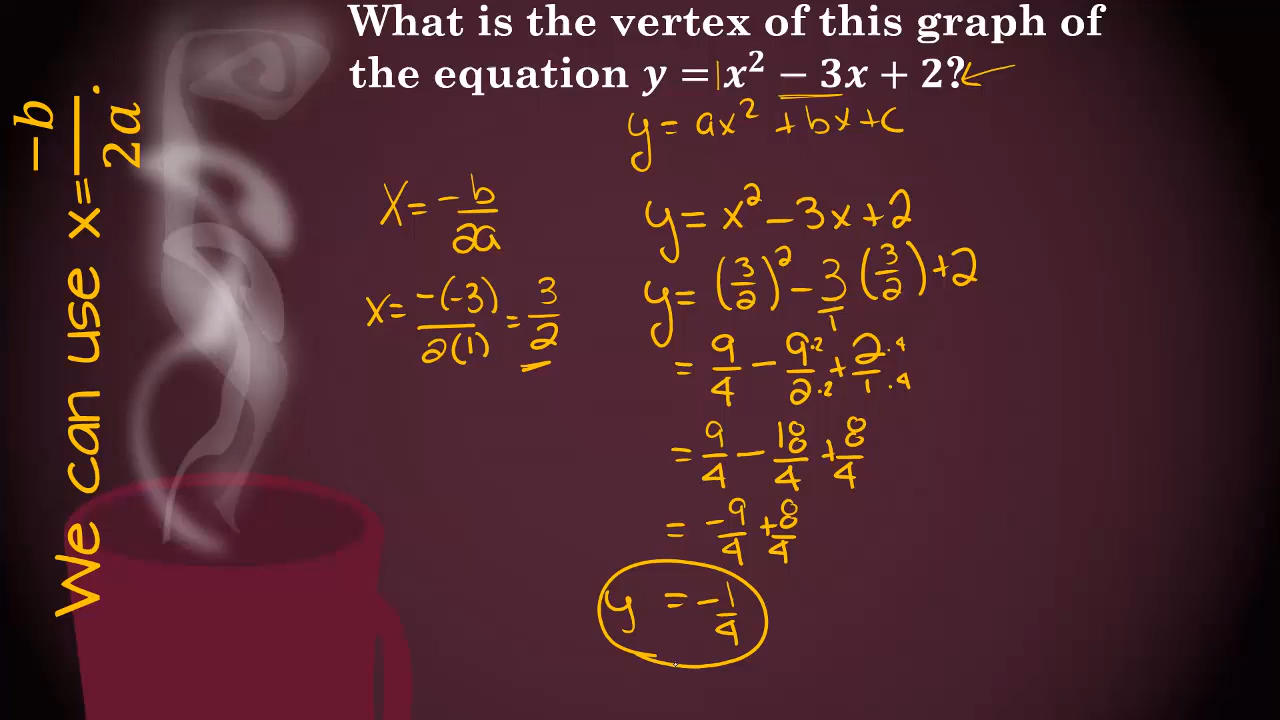 What is the vertex of this graph of
the equation y = 1x² − 3x + 2?
We can use x = -b/2a.
y = ax² + bx + c
X = -b/2a
x = -(-3)/2(1) = 3/2
y = x² − 3x + 2
y = (3/2)² − 3/1 (3/2) + 2
= 9/4 − 9·2/2·2 + 2·4/1·4
= 9/4 − 18/4 + 8/4
= -9/4 + 8/4
y = -1/4